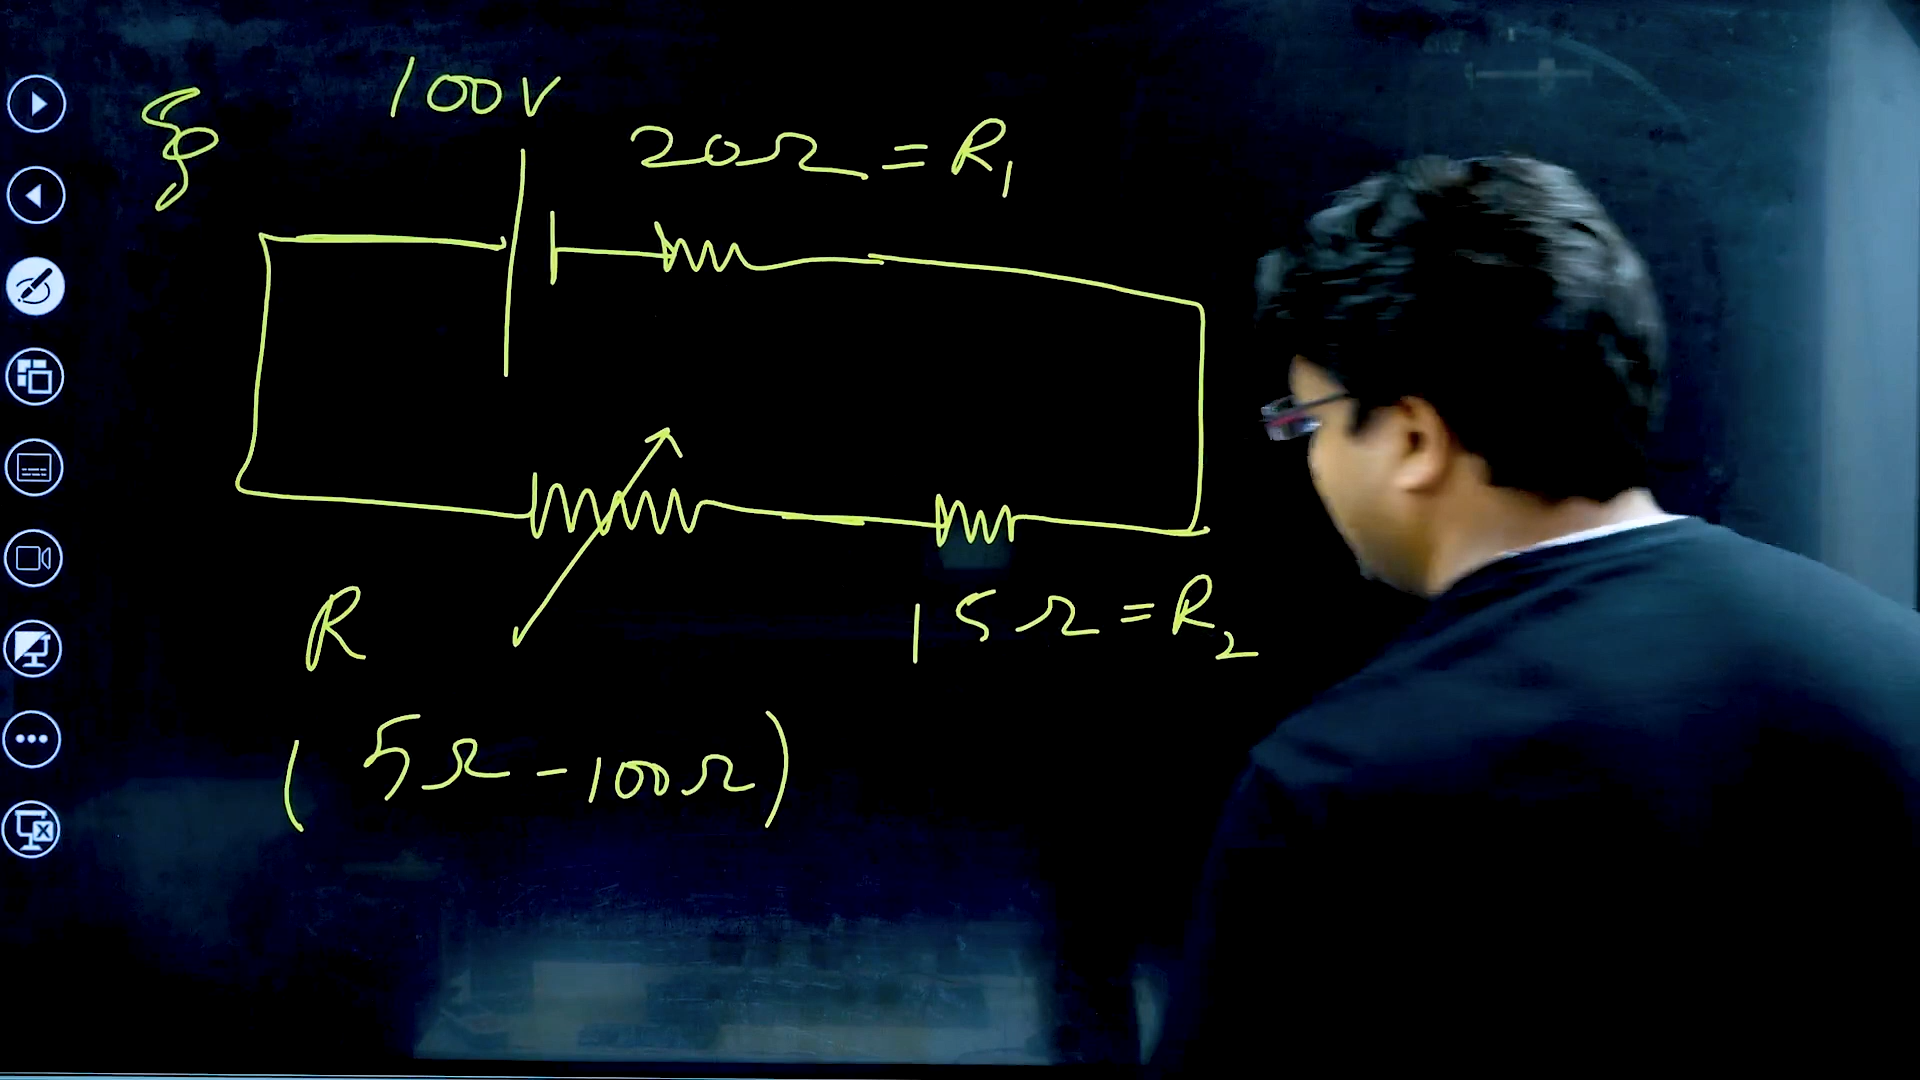 100V
20Ω = R₁
R
15Ω = R₂
(5Ω - 100Ω)